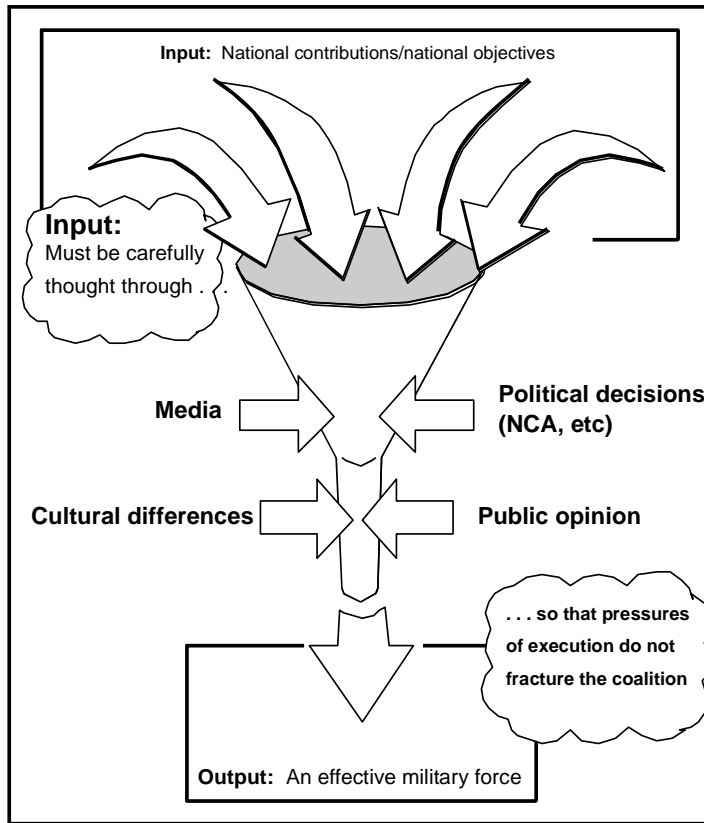 Input: National contributions/national objectives
Input:
Must be carefully
thought through . . .
Media
Political decisions
(NCA, etc)
Cultural differences
Public opinion
. . . so that pressures
of execution do not
fracture the coalition
Output: An effective military force